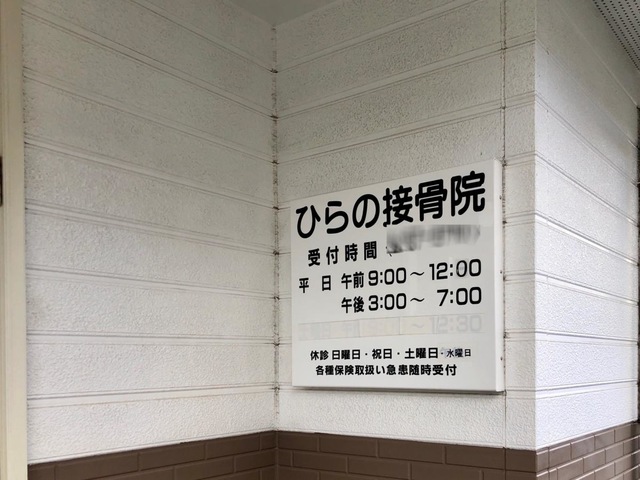 ひらの接骨院
受付時間
平日 午前9:00～12:00
午後3:00～ 7:00
～12:30
休診 日曜日・祝日・土曜日・水曜日
各種保険取扱い急患随時受付